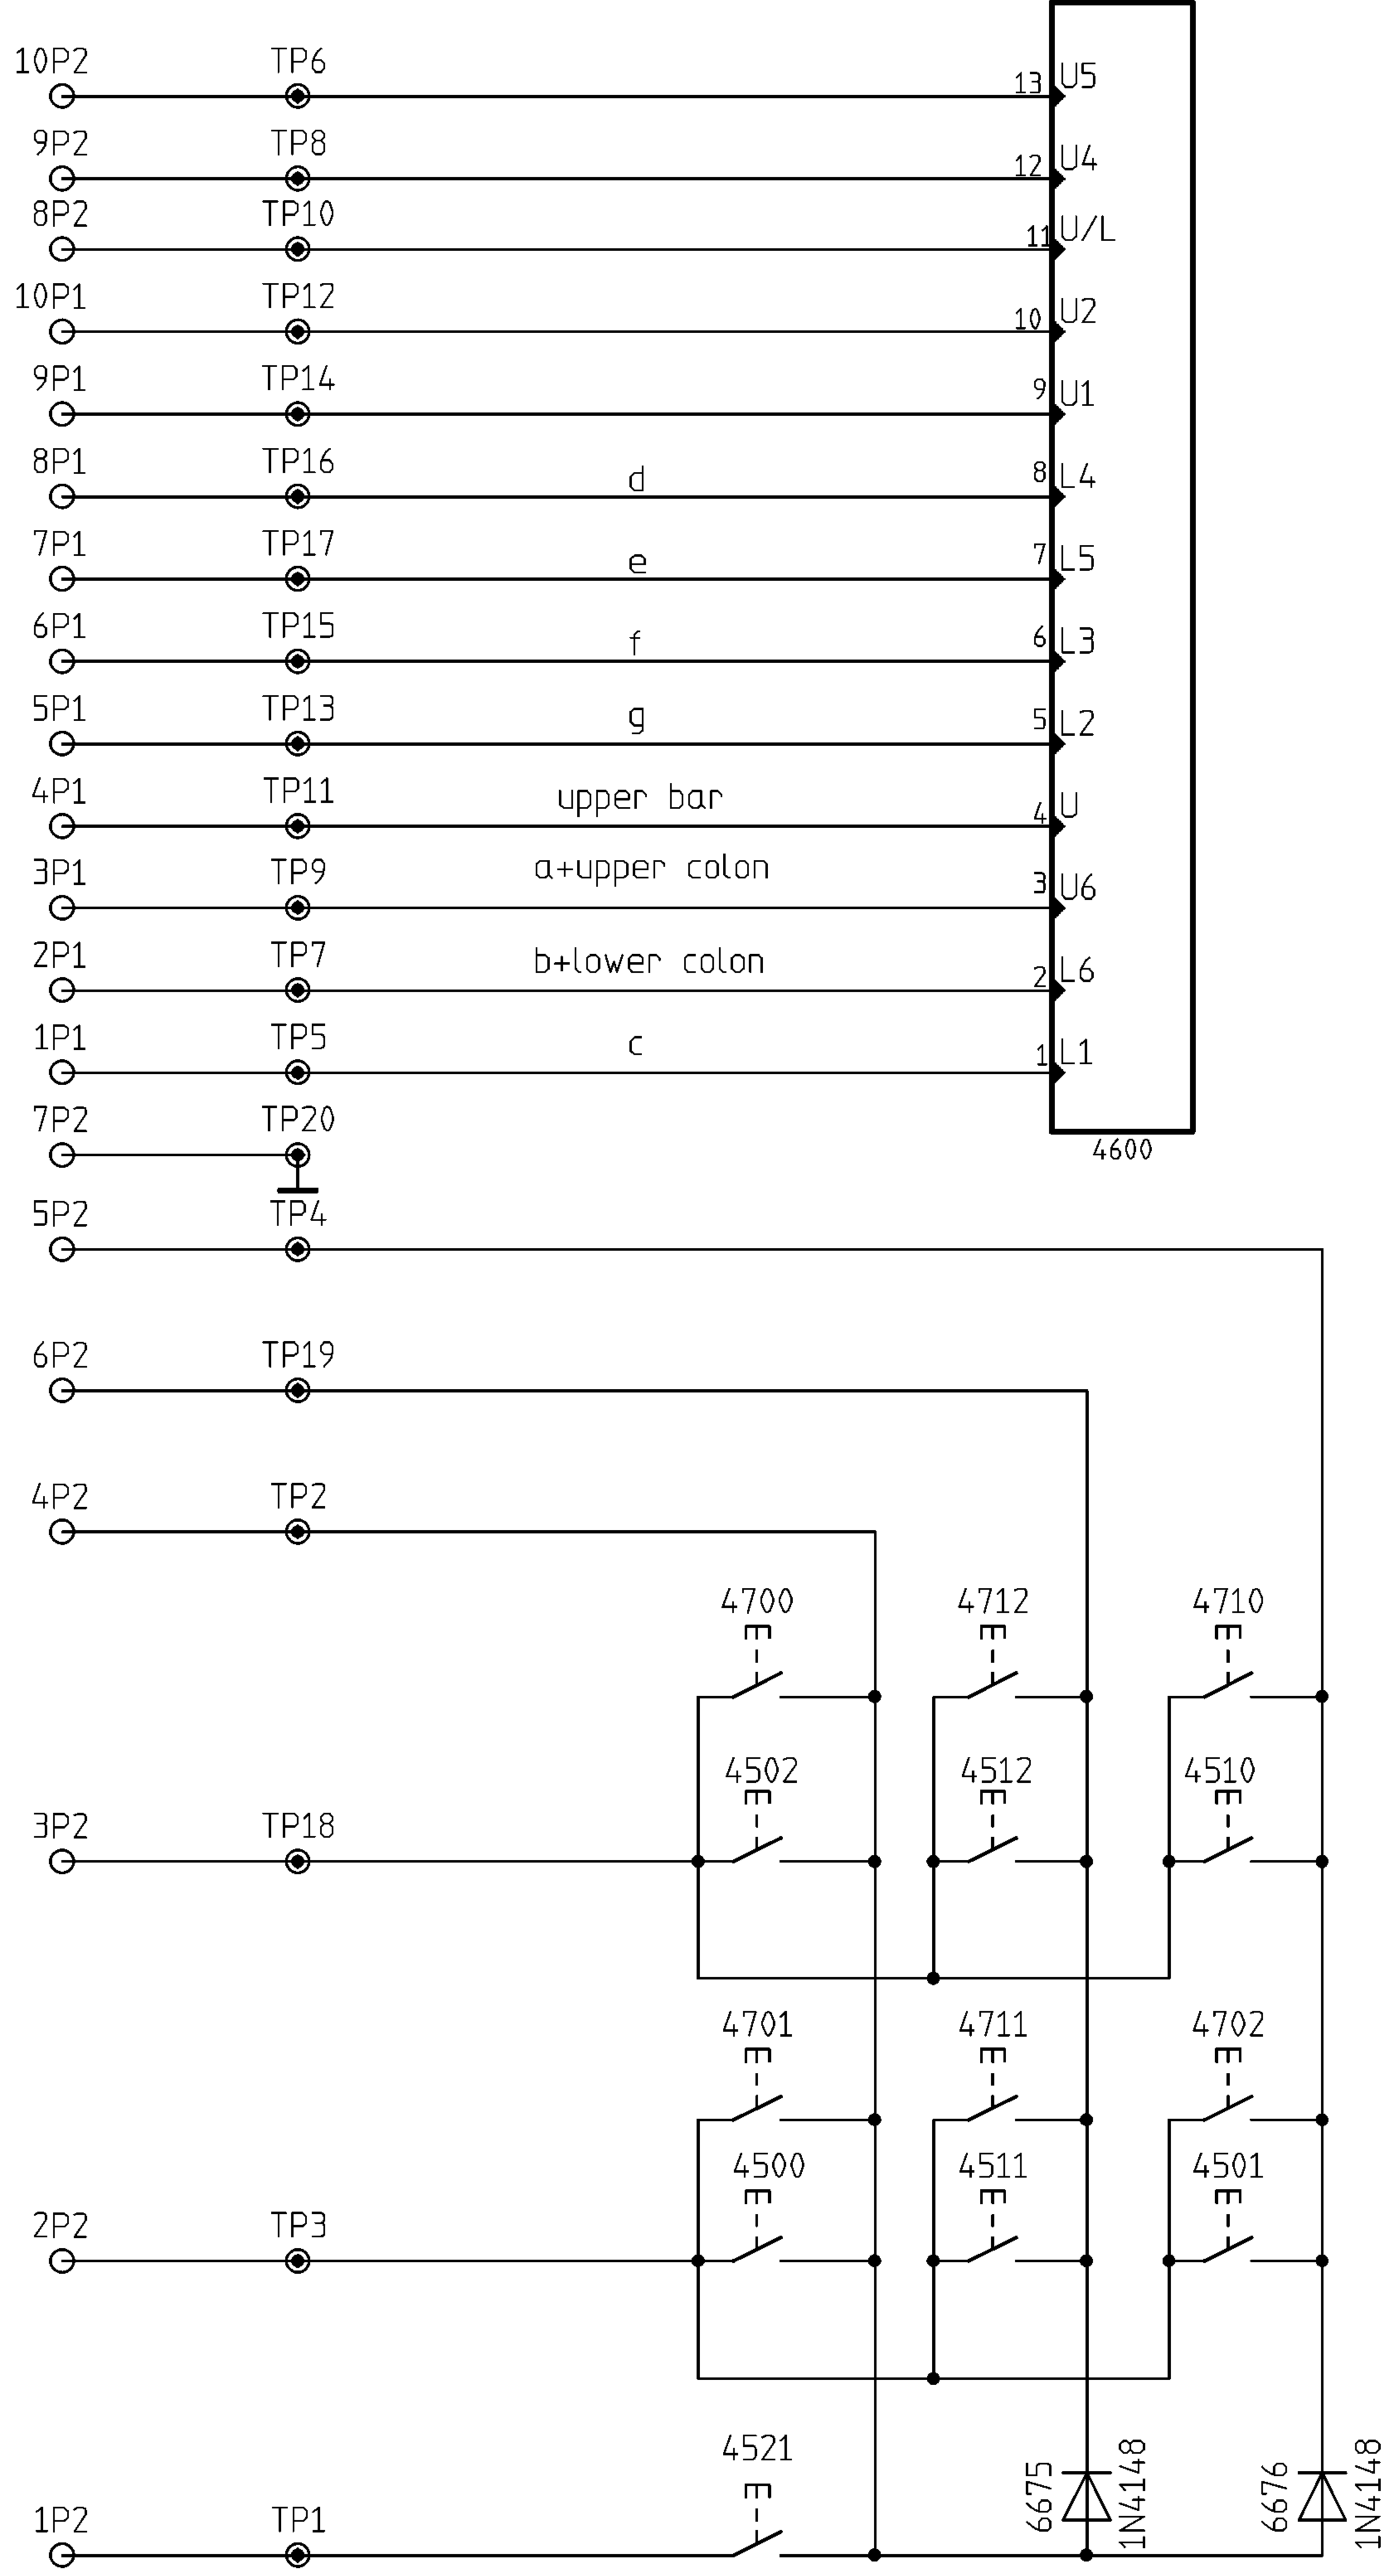 10P2 TP6 13 U5
9P2 TP8 12 U4
8P2 TP10 11 U/L
10P1 TP12 10 U2
9P1 TP14 9 U1
8P1 TP16 d 8 L4
7P1 TP17 e 7 L5
6P1 TP15 f 6 L3
5P1 TP13 g 5 L2
4P1 TP11 upper bar 4 U
3P1 TP9 a+upper colon 3 U6
2P1 TP7 b+lower colon 2 L6
1P1 TP5 c 1 L1
7P2 TP20 4600
5P2 TP4
6P2 TP19
4P2 TP2
4700 4712 4710
4502 4512 4510
3P2 TP18
4701 4711 4702
4500 4511 4501
2P2 TP3
4521
6675 1N4148 6676 1N4148
1P2 TP1